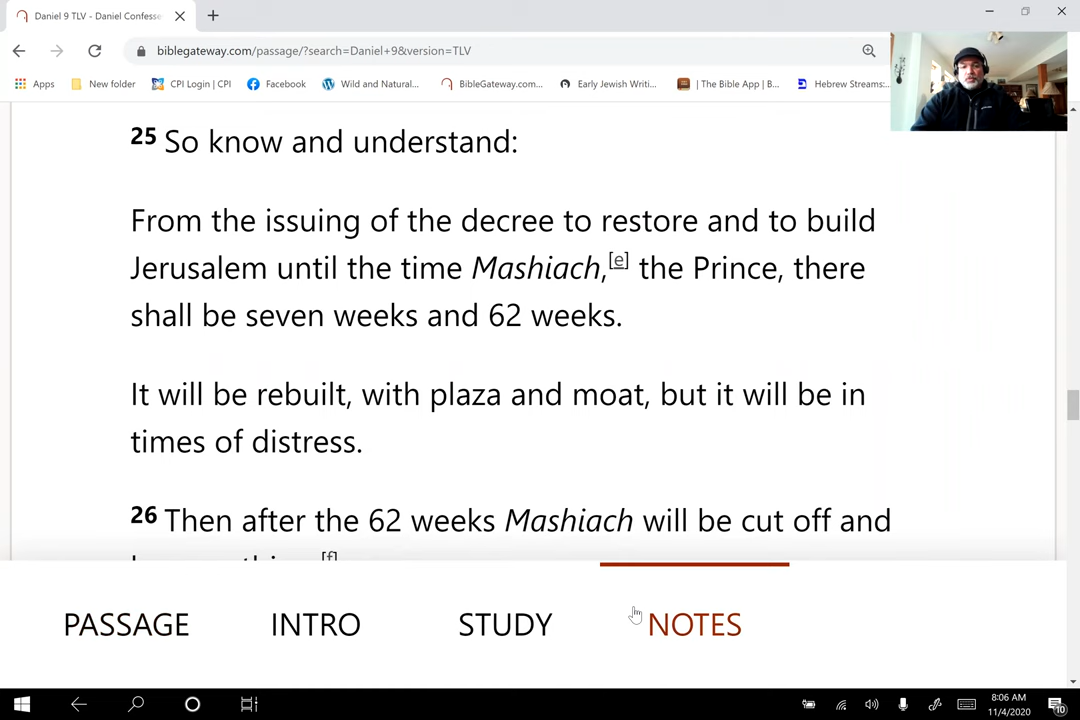 Daniel 9 TLV - Daniel Confesse
biblegateway.com/passage/?search=Daniel+9&version=TLV
Apps New folder CPI Login | CPI Facebook Wild and Natural... BibleGateway.com... Early Jewish Writi... | The Bible App | B... Hebrew Streams:...
25 So know and understand:
From the issuing of the decree to restore and to build
Jerusalem until the time Mashiach,[e] the Prince, there
shall be seven weeks and 62 weeks.
It will be rebuilt, with plaza and moat, but it will be in
times of distress.
26 Then after the 62 weeks Mashiach will be cut off and
[f]
PASSAGE INTRO STUDY NOTES
8:06 AM
11/4/2020
10